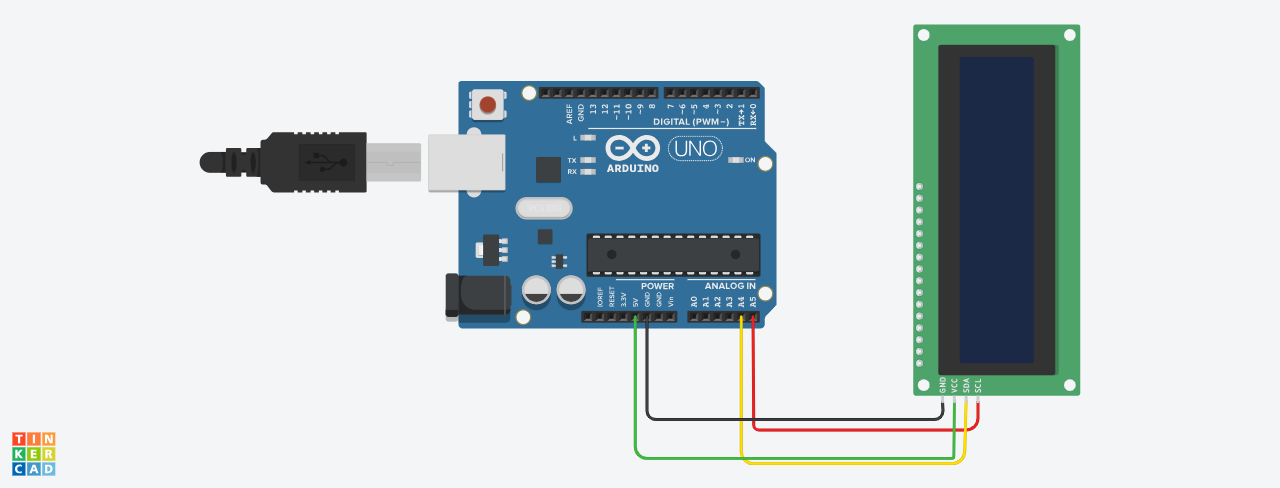 AREF
GND
13
12
~11
~10
~9
8
7
~6
~5
4
~3
2
TX→1
RX←0
DIGITAL (PWM~)
L
TX
RX
ARDUINO
UNO
ON
POWER
ANALOG IN
IOREF
RESET
3.3V
5V
GND
GND
Vin
A0
A1
A2
A3
A4
A5
GND
VCC
SDA
SCL
TIN
KER
CAD